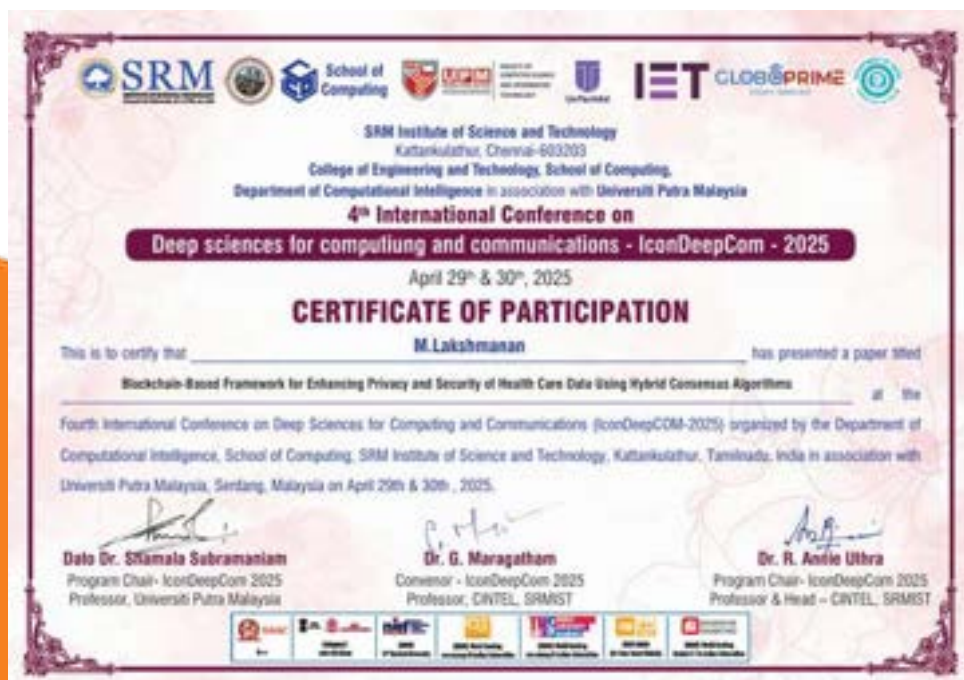 SRM
School of
Computing
UPM
IET
GLOBOPRIME
SRM Institute of Science and Technology
Kattankulathur, Chennai-603203
College of Engineering and Technology, School of Computing,
Department of Computational Intelligence in association with Universiti Putra Malaysia
4th International Conference on
Deep sciences for computiung and communications - IconDeepCom - 2025
April 29th & 30th, 2025
CERTIFICATE OF PARTICIPATION
This is to certify that M.Lakshmanan has presented a paper titled
Blockchain-Based Framework for Enhancing Privacy and Security of Health Care Data Using Hybrid Consensus Algorithms
at the
Fourth International Conference on Deep Sciences for Computing and Communications (IconDeepCOM-2025) organized by the Department of
Computational Intelligence, School of Computing, SRM Institute of Science and Technology, Kattankulathur, Tamilnadu, India in association with
Universiti Putra Malaysia, Serdang, Malaysia on April 29th & 30th , 2025.
Dato Dr. Shamala Subramaniam
Program Chair- IconDeepCom 2025
Professor, Universiti Putra Malaysia
Dr. G. Maragatham
Convenor - IconDeepCom 2025
Professor, CINTEL, SRMIST
Dr. R. Annie Uthra
Program Chair- IconDeepCom 2025
Professor & Head – CINTEL, SRMIST